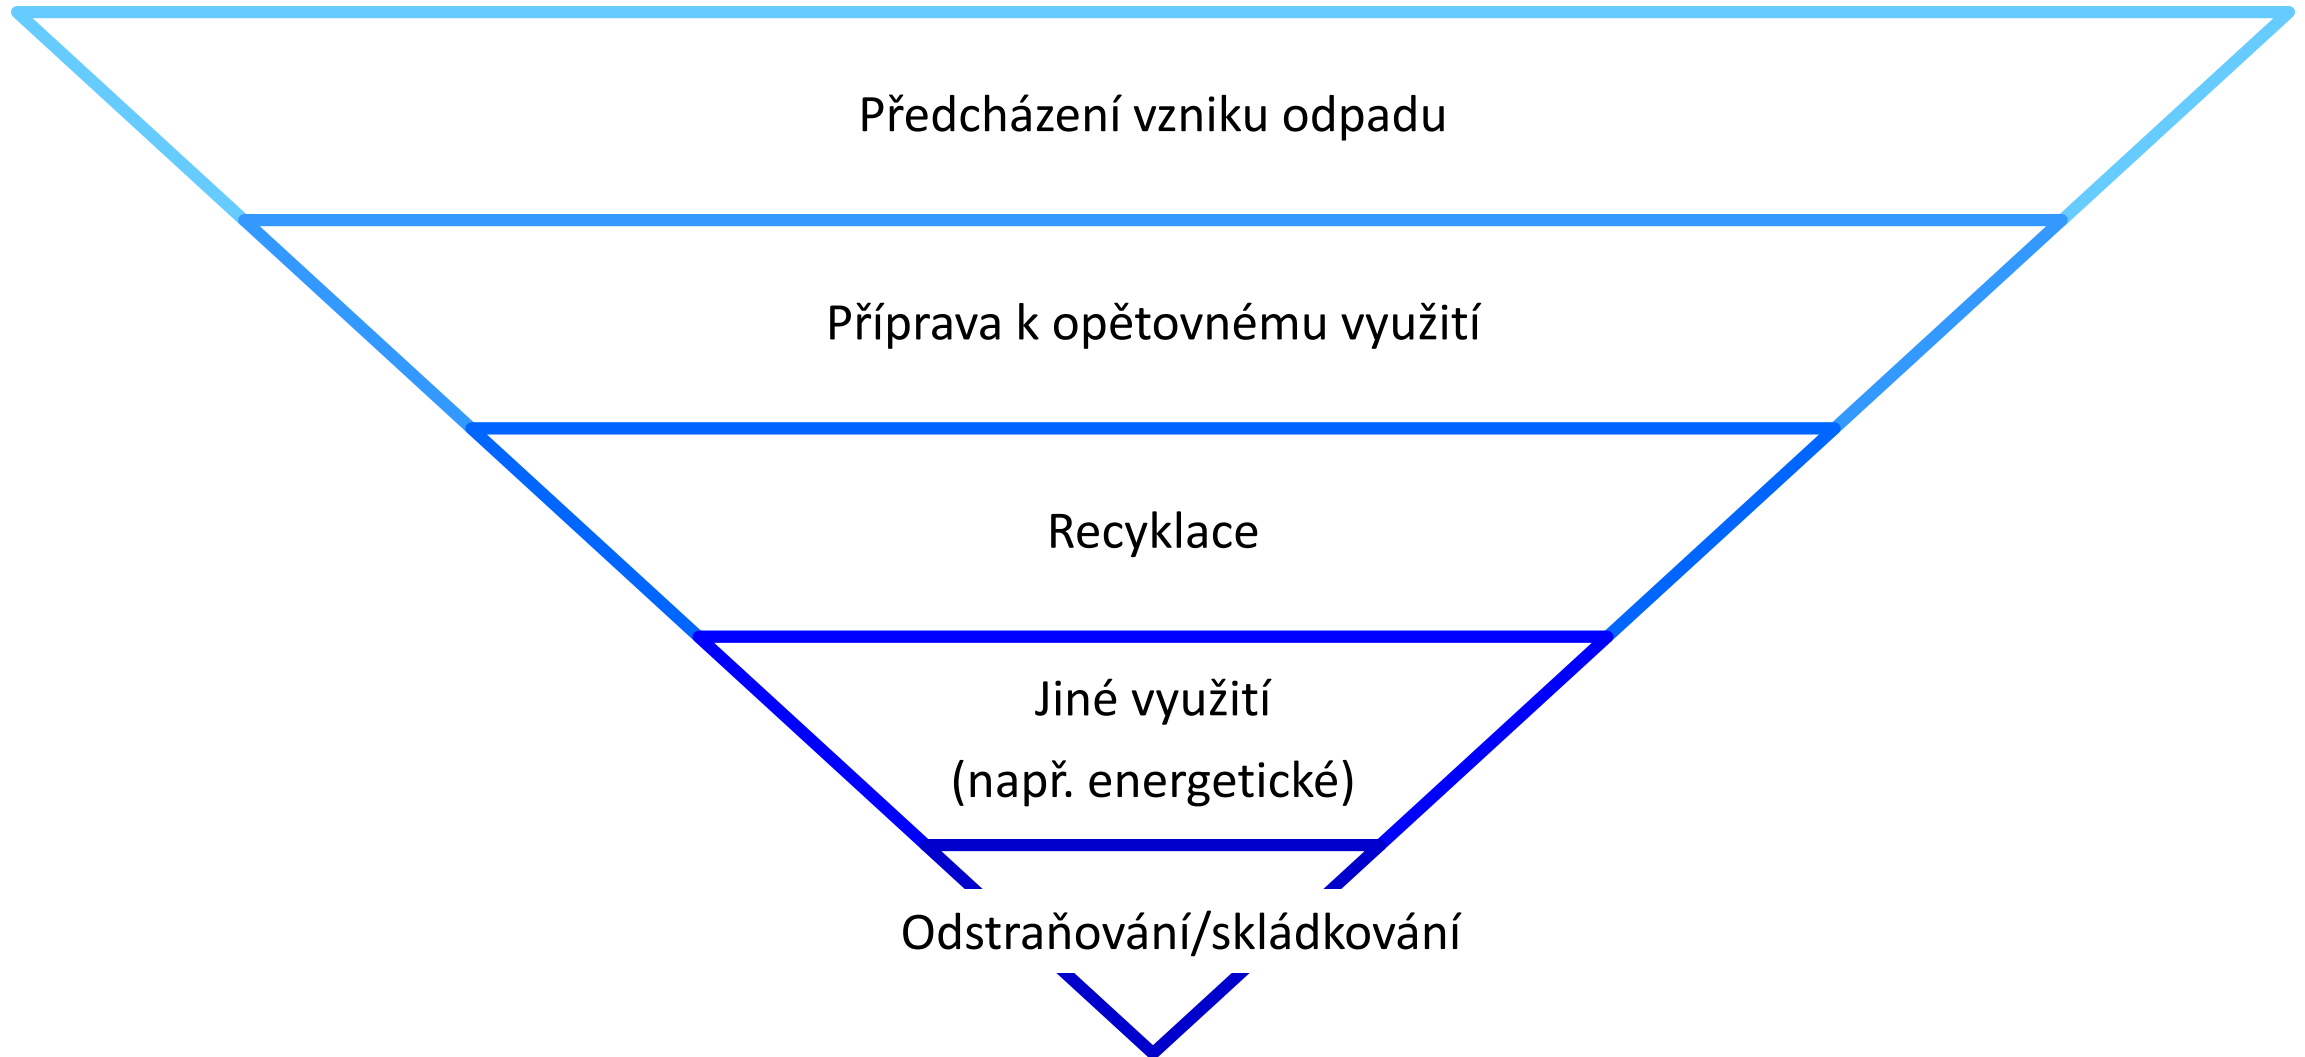 Předcházení vzniku odpadu
Příprava k opětovnému využití
Recyklace
Jiné využití
(např. energetické)
Odstraňování/skládkování